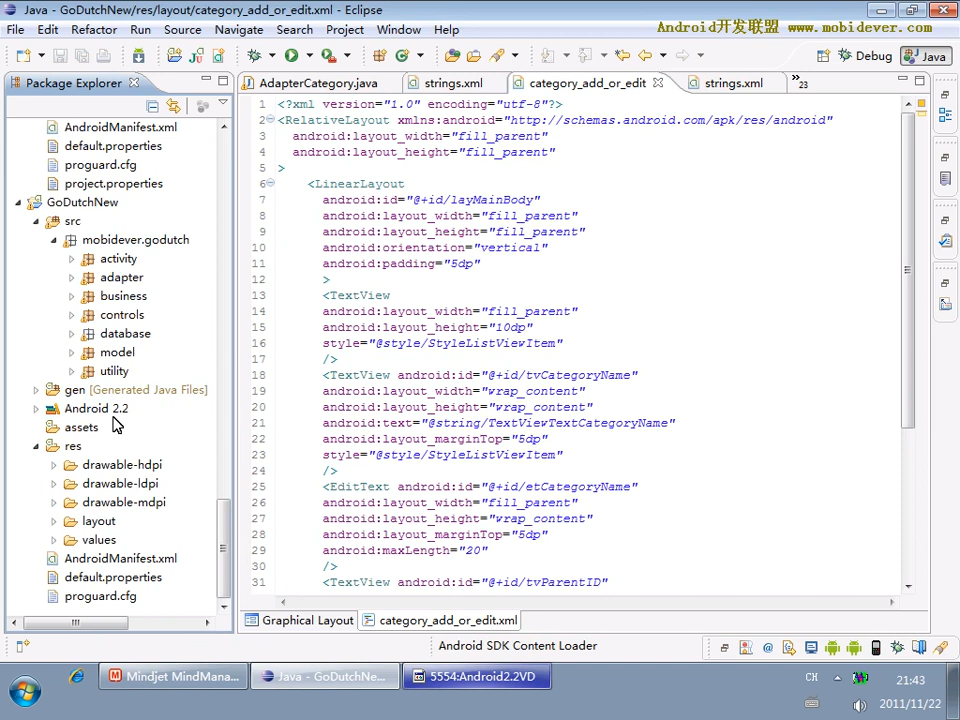 Java - GoDutchNew/res/layout/category_add_or_edit.xml - Eclipse
File Edit Refactor Run Source Navigate Search Project Window Help
Android开发联盟 www.mobidever.com
Debug Java
Package Explorer
AdapterCategory.java strings.xml category_add_or_edit strings.xml »23
AndroidManifest.xml
default.properties
proguard.cfg
project.properties
GoDutchNew
src
mobidever.godutch
activity
adapter
business
controls
database
model
utility
gen [Generated Java Files]
Android 2.2
assets
res
drawable-hdpi
drawable-ldpi
drawable-mdpi
layout
values
AndroidManifest.xml
default.properties
proguard.cfg
1 <?xml version="1.0" encoding="utf-8"?>
2 <RelativeLayout xmlns:android="http://schemas.android.com/apk/res/android"
3 android:layout_width="fill_parent"
4 android:layout_height="fill_parent"
5 >
6 <LinearLayout
7 android:id="@+id/layMainBody"
8 android:layout_width="fill_parent"
9 android:layout_height="fill_parent"
10 android:orientation="vertical"
11 android:padding="5dp"
12 >
13 <TextView
14 android:layout_width="fill_parent"
15 android:layout_height="10dp"
16 style="@style/StyleListViewItem"
17 />
18 <TextView android:id="@+id/tvCategoryName"
19 android:layout_width="wrap_content"
20 android:layout_height="wrap_content"
21 android:text="@string/TextViewTextCategoryName"
22 android:layout_marginTop="5dp"
23 style="@style/StyleListViewItem"
24 />
25 <EditText android:id="@+id/etCategoryName"
26 android:layout_width="fill_parent"
27 android:layout_height="wrap_content"
28 android:layout_marginTop="5dp"
29 android:maxLength="20"
30 />
31 <TextView android:id="@+id/tvParentID"
Graphical Layout category_add_or_edit.xml
Android SDK Content Loader
Mindjet MindMana... Java - GoDutchNe... 5554:Android2.2VD
CH
21:43
2011/11/22